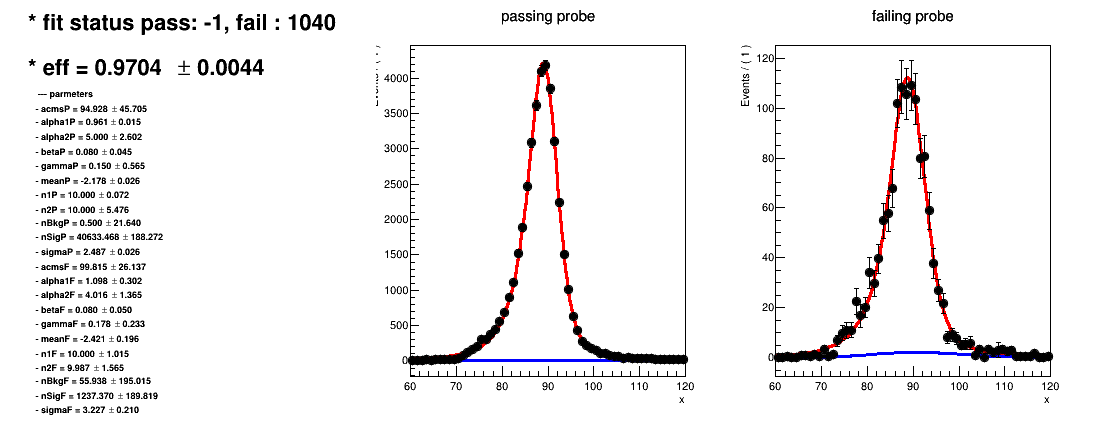 * fit status pass: -1, fail : 1040
* eff = 0.9704 ± 0.0044
--- parmeters
- acmsP = 94.928 ± 45.705
- alpha1P = 0.961 ± 0.015
- alpha2P = 5.000 ± 2.602
- betaP = 0.080 ± 0.045
- gammaP = 0.150 ± 0.565
- meanP = -2.178 ± 0.026
- n1P = 10.000 ± 0.072
- n2P = 10.000 ± 5.476
- nBkgP = 0.500 ± 21.640
- nSigP = 40633.468 ± 188.272
- sigmaP = 2.487 ± 0.026
- acmsF = 99.815 ± 26.137
- alpha1F = 1.098 ± 0.302
- alpha2F = 4.016 ± 1.365
- betaF = 0.080 ± 0.050
- gammaF = 0.178 ± 0.233
- meanF = -2.421 ± 0.196
- n1F = 10.000 ± 1.015
- n2F = 9.987 ± 1.565
- nBkgF = 55.938 ± 195.015
- nSigF = 1237.370 ± 189.819
- sigmaF = 3.227 ± 0.210
passing probe
4000
3500
3000
2500
2000
1500
1000
500
0
60 70 80 90 100 110 120
x
failing probe
Events / ( 1 )
120
100
80
60
40
20
0
60 70 80 90 100 110 120
x